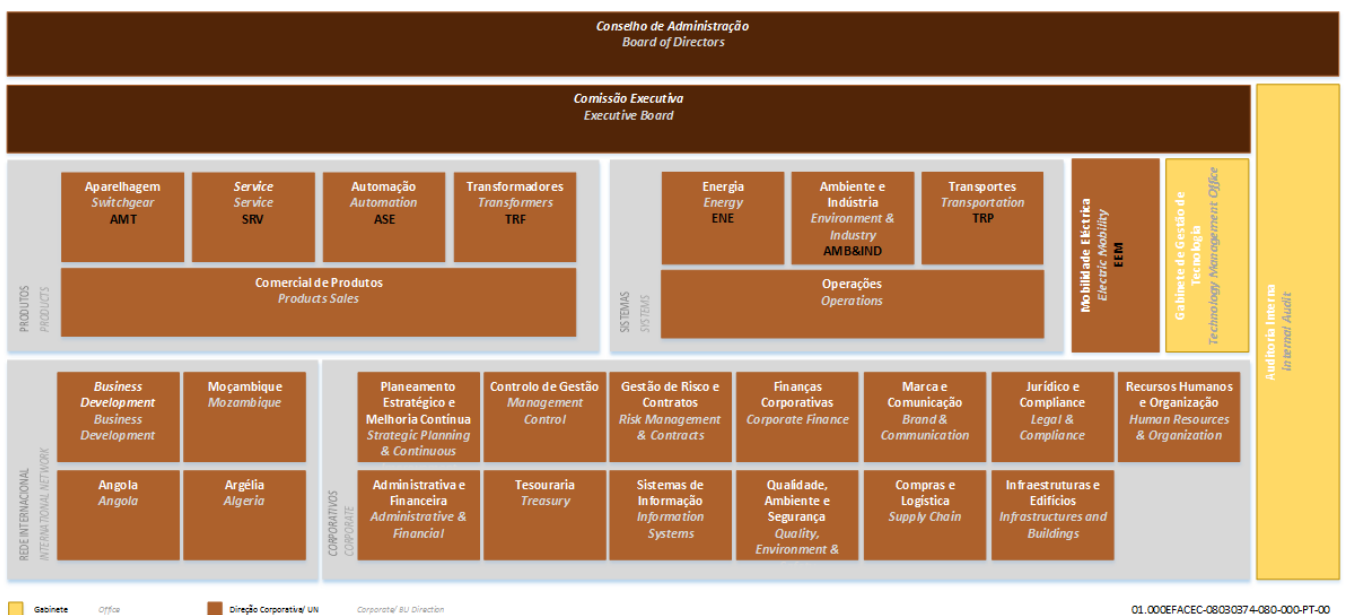 Conselho de Administração
Board of Directors
Comissão Executiva
Executive Board
PRODUTOS
PRODUCTS
Aparelhagem
Switchgear
AMT
Service
Service
SRV
Automação
Automation
ASE
Transformadores
Transformers
TRF
Comercial de Produtos
Products Sales
SISTEMAS
SYSTEMS
Energia
Energy
ENE
Ambiente e
Indústria
Environment &
Industry
AMB&IND
Transportes
Transportation
TRP
Operações
Operations
Mobilidade Eléctrica
Electric Mobility
EEM
Gabinete de Gestão de
Tecnologia
Technology Management Office
Auditoria Interna
Internal Audit
REDE INTERNACIONAL
INTERNATIONAL NETWORK
Business
Development
Business
Development
Moçambique
Mozambique
Angola
Angola
Argélia
Algeria
CORPORATIVOS
CORPORATE
Planeamento
Estratégico e
Melhoria Contínua
Strategic Planning
& Continuous
Controlo de Gestão
Management
Control
Gestão de Risco e
Contratos
Risk Management
& Contracts
Finanças
Corporativas
Corporate Finance
Marca e
Comunicação
Brand &
Communication
Jurídico e
Compliance
Legal &
Compliance
Recursos Humanos
e Organização
Human Resources
& Organization
Administrativa e
Financeira
Administrative &
Financial
Tesouraria
Treasury
Sistemas de
Informação
Information
Systems
Qualidade,
Ambiente e
Segurança
Quality,
Environment &
Compras e
Logística
Supply Chain
Infraestruturas e
Edifícios
Infrastructures and
Buildings
Gabinete Office
Direção Corporativa/ UN Corporate/ BU Direction
01.000EFACEC-08030374-080-000-PT-00